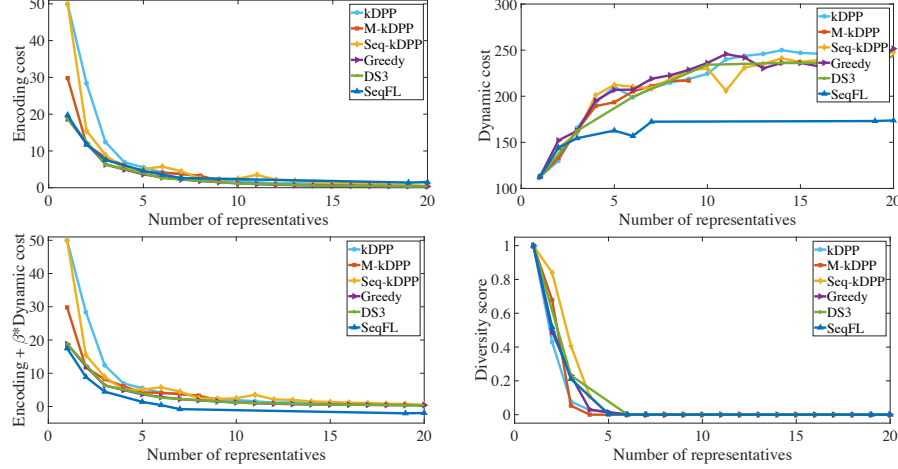 50
40
30
20
10
0
Encoding cost
0
5
10
15
20
Number of representatives
kDPP
M-kDPP
Seq-kDPP
Greedy
DS3
SeqFL
300
250
200
150
100
Dynamic cost
0
5
10
15
20
Number of representatives
kDPP
M-kDPP
Seq-kDPP
Greedy
DS3
SeqFL
50
40
30
20
10
0
Encoding + β*Dynamic cost
0
5
10
15
20
Number of representatives
kDPP
M-kDPP
Seq-kDPP
Greedy
DS3
SeqFL
1
0.8
0.6
0.4
0.2
0
Diversity score
0
5
10
15
20
Number of representatives
kDPP
M-kDPP
Seq-kDPP
Greedy
DS3
SeqFL